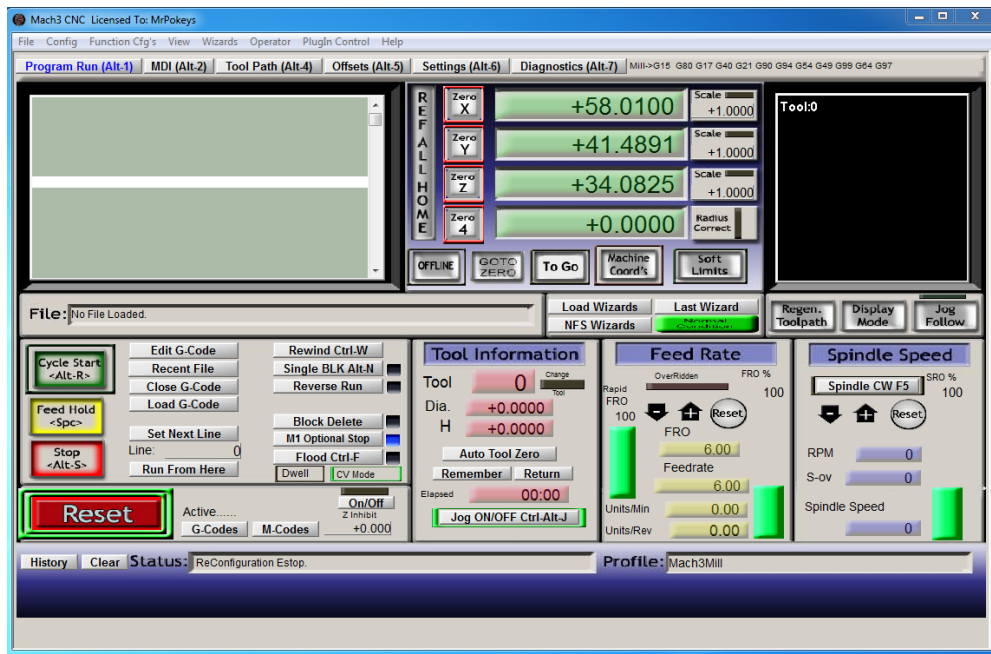 Mach3 CNC  Licensed To: MrPokeys
File Config Function Cfg's View Wizards Operator PlugIn Control Help
Program Run (Alt-1) MDI (Alt-2) Tool Path (Alt-4) Offsets (Alt-5) Settings (Alt-6) Diagnostics (Alt-7) Mill->G15 G80 G17 G40 G21 G90 G94 G54 G49 G99 G64 G97
REF ALL HOME
Zero X +58.0100 Scale +1.0000
Zero Y +41.4891 Scale +1.0000
Zero Z +34.0825 Scale +1.0000
Zero 4 +0.0000 Radius Correct
OFFLINE GOTO ZERO To Go Machine Coord's Soft Limits
Tool:0
File: No File Loaded.
Load Wizards Last Wizard
NFS Wizards Normal Condition
Regen. Toolpath Display Mode Jog Follow
Cycle Start <Alt-R>
Feed Hold <Spc>
Stop <Alt-S>
Edit G-Code
Recent File
Close G-Code
Load G-Code
Set Next Line
Line: 0
Run From Here
Rewind Ctrl-W
Single BLK Alt-N
Reverse Run
Block Delete
M1 Optional Stop
Flood Ctrl-F
Dwell CV Mode
Reset
Active......
G-Codes M-Codes
On/Off
Z Inhibit
+0.000
Tool Information
Tool 0 Change Tool
Dia. +0.0000
H +0.0000
Auto Tool Zero
Remember Return
Elapsed 00:00
Jog ON/OFF Ctrl-Alt-J
Feed Rate
OverRidden FRO %
Rapid FRO 100
100
Reset
FRO
6.00
Feedrate
6.00
Units/Min 0.00
Units/Rev 0.00
Spindle Speed
Spindle CW F5 SRO % 100
Reset
RPM 0
S-ov 0
Spindle Speed
0
History Clear Status: ReConfiguration Estop. Profile: Mach3Mill